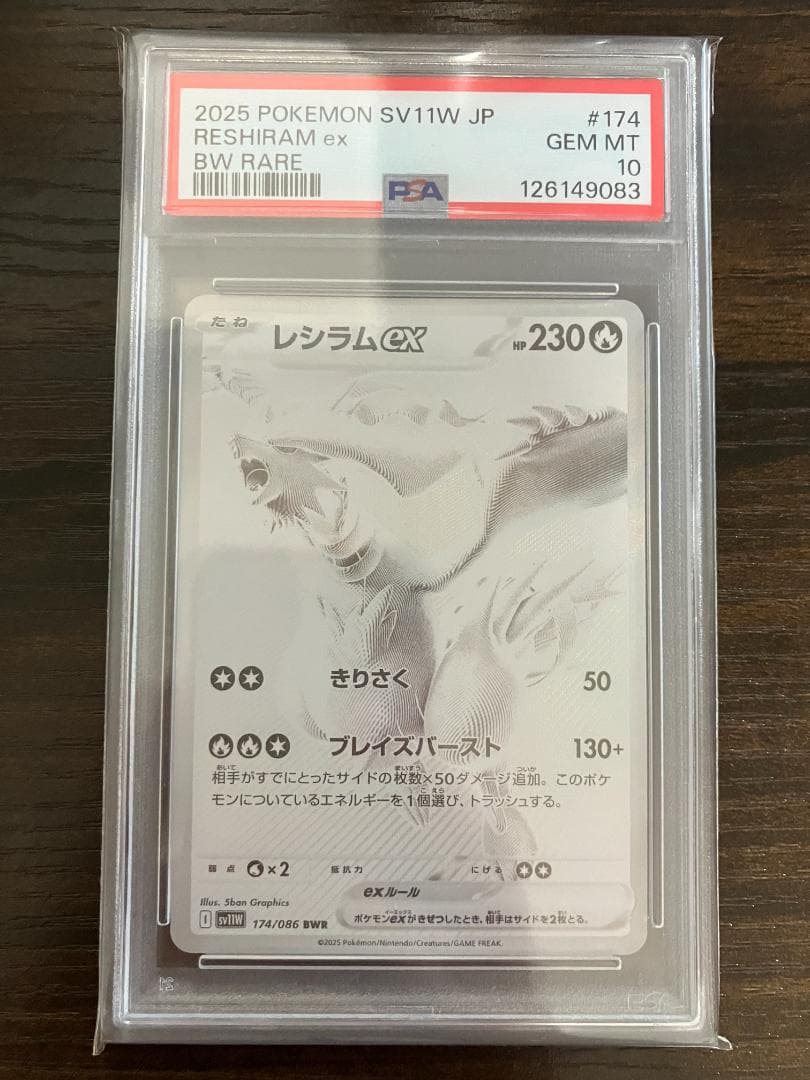 2025 POKEMON SV11W JP #174
RESHIRAM ex GEM MT
BW RARE 10
PSA 126149083
たね
レシラムex HP230
きりさく 50
ブレイズバースト 130+
相手がすでにとったサイドの枚数×50ダメージ追加。このポケ
モンについているエネルギーを1個選び、トラッシュする。
弱点 ×2 抵抗力 にげる
exルール
ポケモンexがきぜつしたとき、相手はサイドを2枚とる。
Illus. 5ban Graphics
I sv11W 174/086 BWR
©2025 Pokémon/Nintendo/Creatures/GAME FREAK.